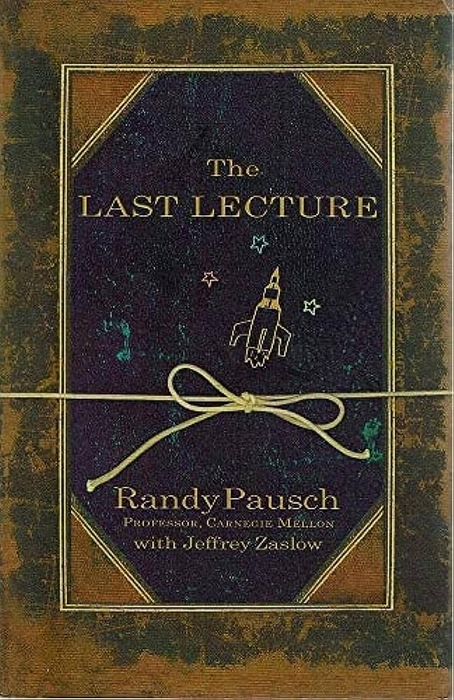 The
LAST LECTURE
Randy Pausch
PROFESSOR, CARNEGIE MELLON
with Jeffrey Zaslow